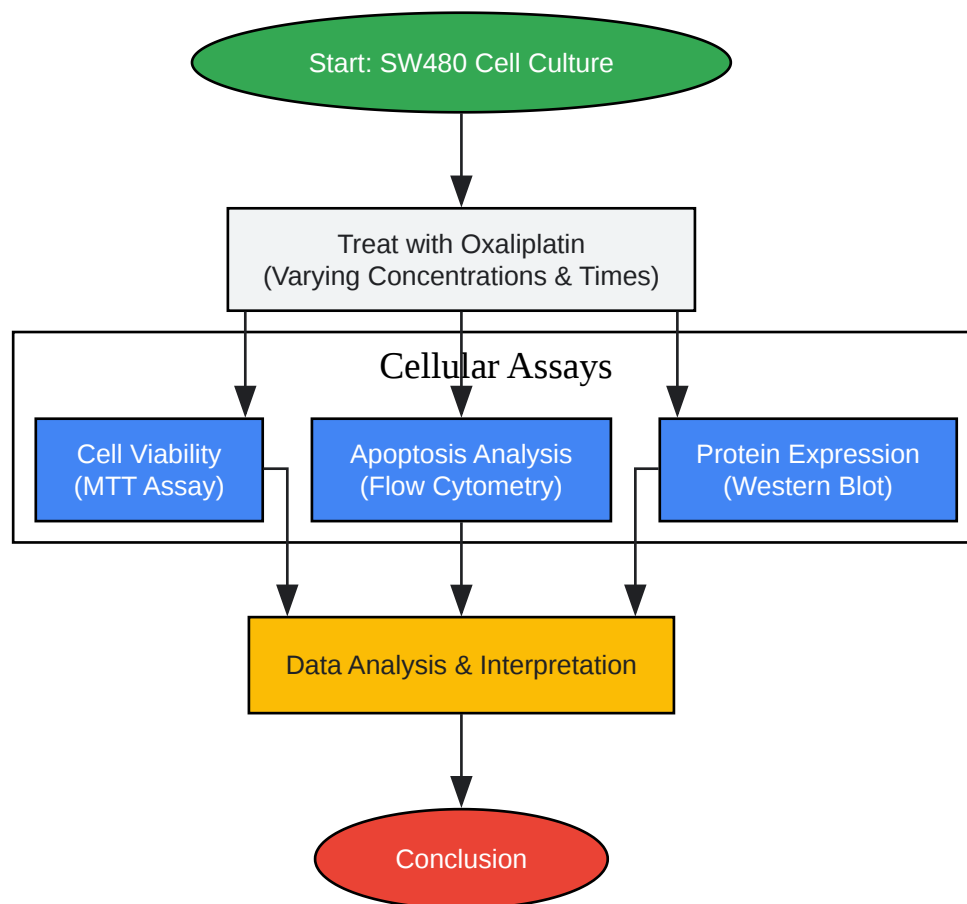 Start: SW480 Cell Culture
Treat with Oxaliplatin
(Varying Concentrations & Times)
Cellular Assays
Cell Viability
(MTT Assay)
Apoptosis Analysis
(Flow Cytometry)
Protein Expression
(Western Blot)
Data Analysis & Interpretation
Conclusion